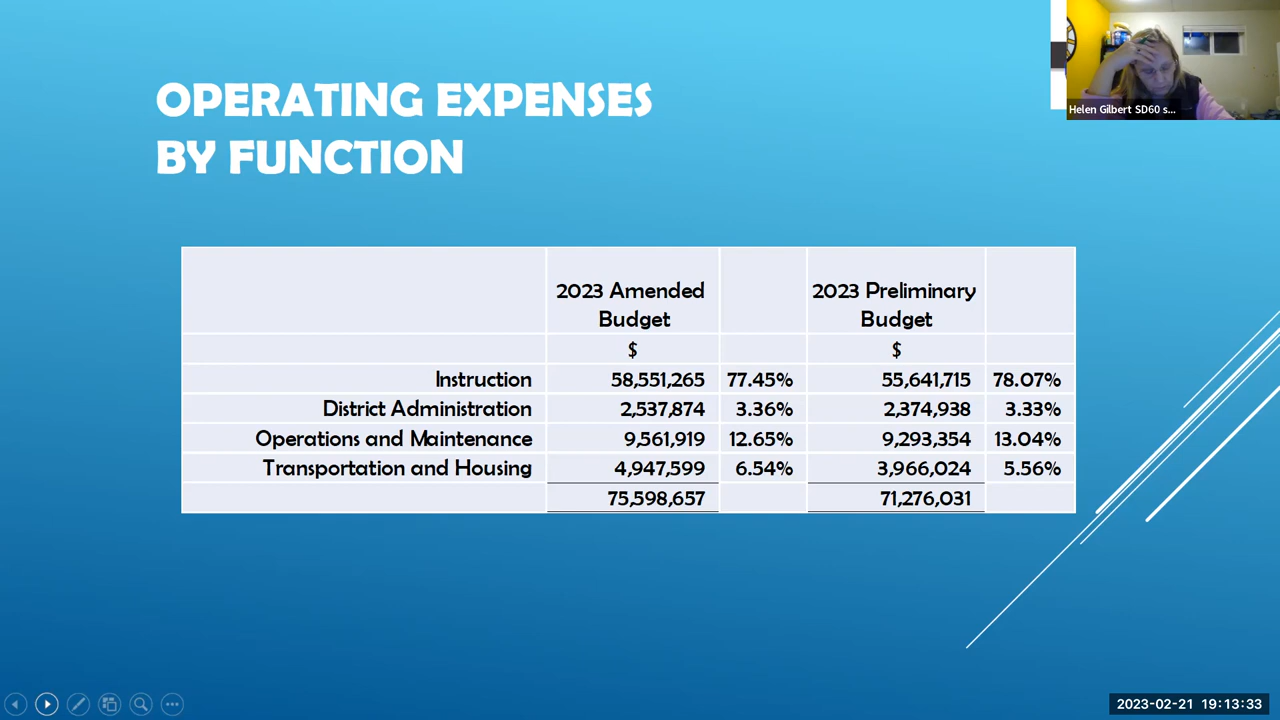 OPERATING EXPENSES
BY FUNCTION
Helen Gilbert SD60 s...
2023 Amended Budget 2023 Preliminary Budget
$ $
Instruction 58,551,265 77.45% 55,641,715 78.07%
District Administration 2,537,874 3.36% 2,374,938 3.33%
Operations and Maintenance 9,561,919 12.65% 9,293,354 13.04%
Transportation and Housing 4,947,599 6.54% 3,966,024 5.56%
75,598,657 71,276,031
2023-02-21 19:13:33